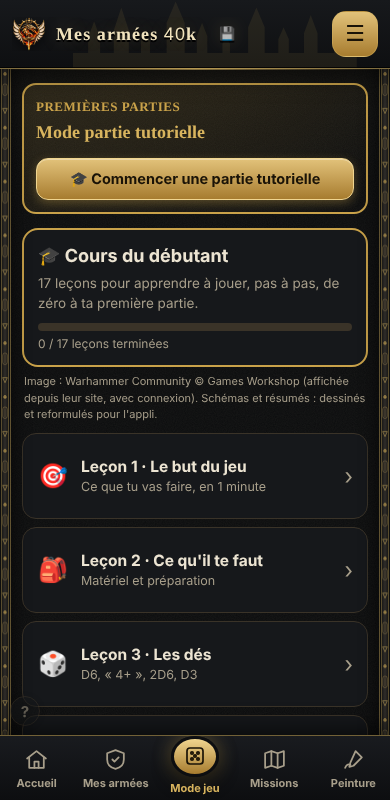 Mes armées 40k
PREMIÈRES PARTIES
Mode partie tutorielle
Commencer une partie tutorielle
Cours du débutant
17 leçons pour apprendre à jouer, pas à pas, de
zéro à ta première partie.
0 / 17 leçons terminées
Image : Warhammer Community © Games Workshop (affichée
depuis leur site, avec connexion). Schémas et résumés : dessinés
et reformulés pour l'appli.
Leçon 1 · Le but du jeu
Ce que tu vas faire, en 1 minute
Leçon 2 · Ce qu'il te faut
Matériel et préparation
Leçon 3 · Les dés
D6, « 4+ », 2D6, D3
?
Accueil
Mes armées
Mode jeu
Missions
Peinture